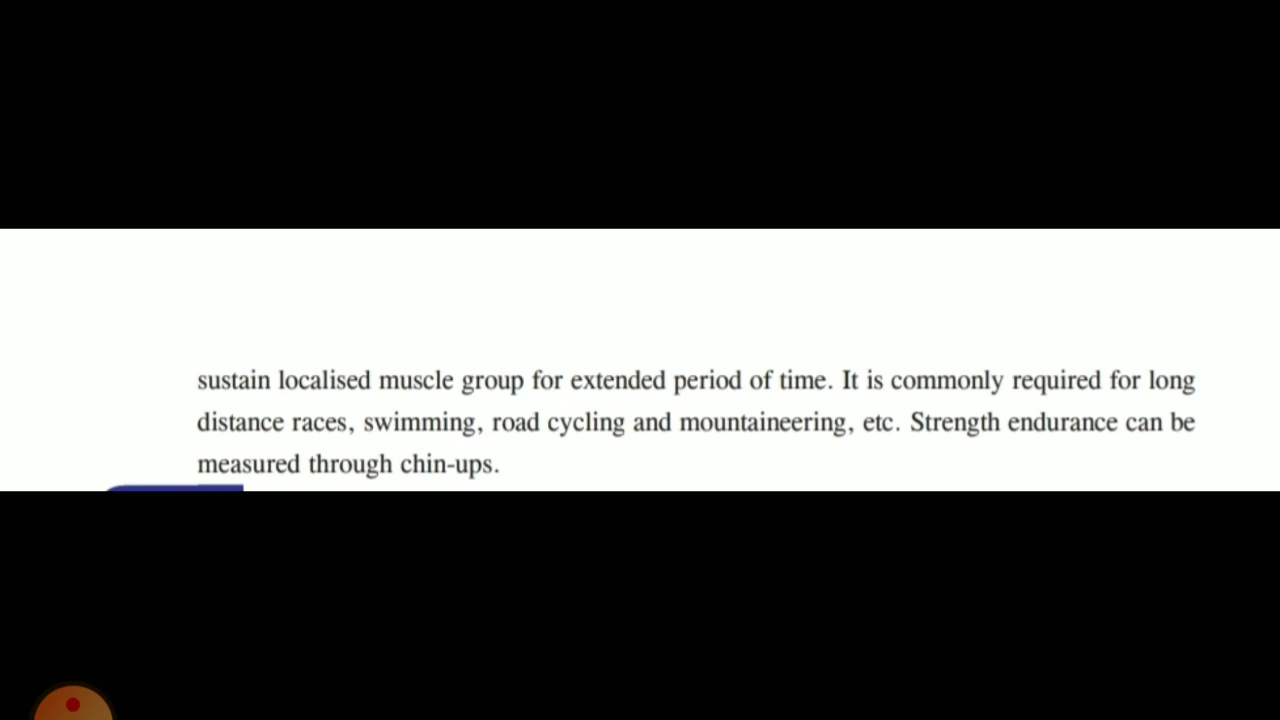 sustain localised muscle group for extended period of time. It is commonly required for long
distance races, swimming, road cycling and mountaineering, etc. Strength endurance can be
measured through chin-ups.